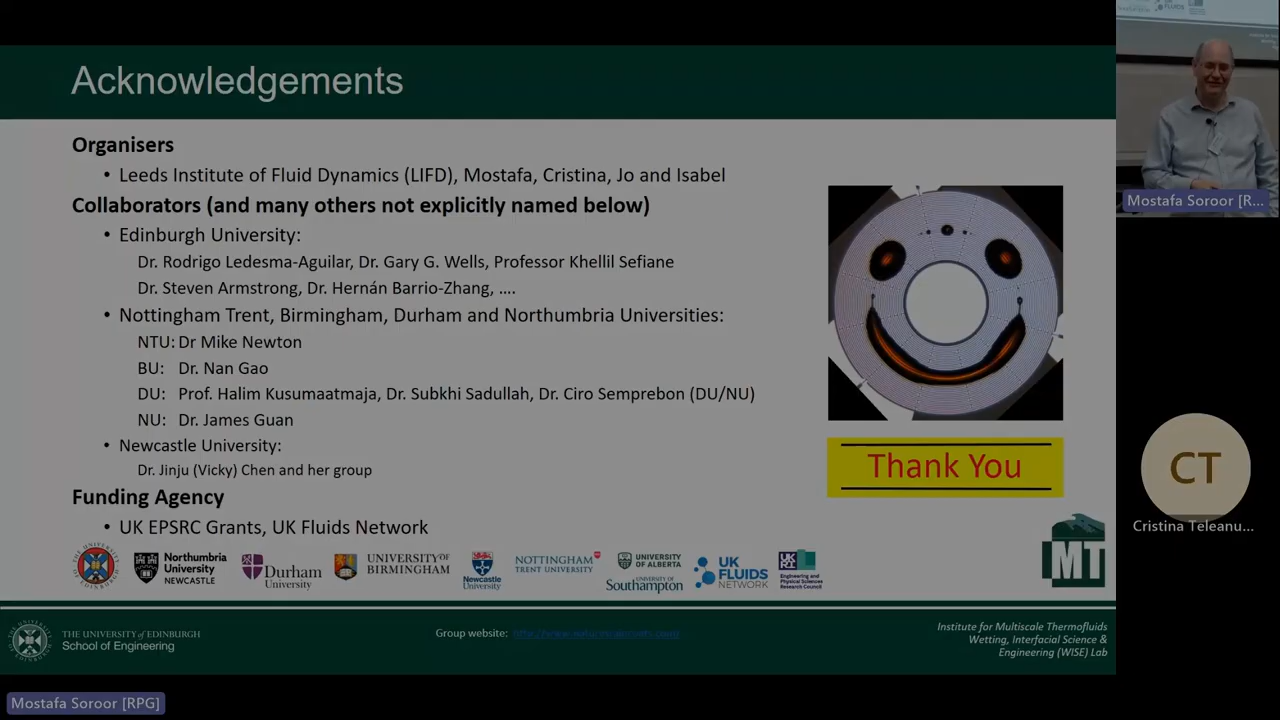 Acknowledgements
Organisers
• Leeds Institute of Fluid Dynamics (LIFD), Mostafa, Cristina, Jo and Isabel
Collaborators (and many others not explicitly named below)
• Edinburgh University:
Dr. Rodrigo Ledesma-Aguilar, Dr. Gary G. Wells, Professor Khellil Sefiane
Dr. Steven Armstrong, Dr. Hernán Barrio-Zhang, ….
• Nottingham Trent, Birmingham, Durham and Northumbria Universities:
NTU: Dr Mike Newton
BU: Dr. Nan Gao
DU: Prof. Halim Kusumaatmaja, Dr. Subkhi Sadullah, Dr. Ciro Semprebon (DU/NU)
NU: Dr. James Guan
• Newcastle University:
Dr. Jinju (Vicky) Chen and her group
Funding Agency
• UK EPSRC Grants, UK Fluids Network
Thank You
Northumbria
University
NEWCASTLE
Durham
University
UNIVERSITY OF
BIRMINGHAM
Newcastle
University
NOTTINGHAM
TRENT UNIVERSITY
UNIVERSITY
OF ALBERTA
UNIVERSITY OF
Southampton
UK
FLUIDS
NETWORK
Engineering and
Physical Sciences
Research Council
IMT
THE UNIVERSITY of EDINBURGH
School of Engineering
Group website:
Institute for Multiscale Thermofluids
Wetting, Interfacial Science &
Engineering (WISE) Lab
Mostafa Soroor [R...
CT
Cristina Teleanu...
Mostafa Soroor [RPG]